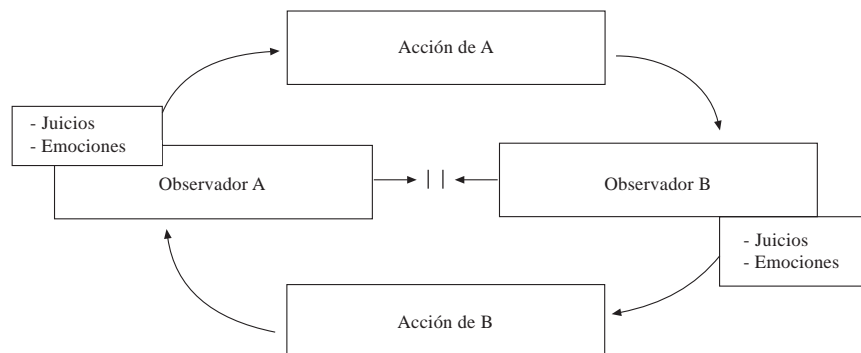 Acción de A
- Juicios
- Emociones
Observador A
Observador B
- Juicios
- Emociones
Acción de B